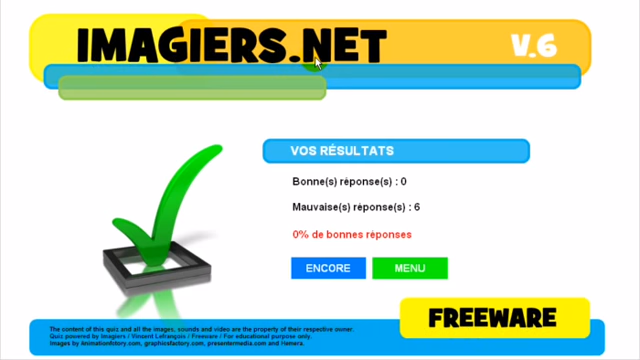 IMAGIERS.NET
V.6
VOS RÉSULTATS
Bonne(s) réponse(s) : 0
Mauvaise(s) réponse(s) : 6
0% de bonnes réponses
ENCORE
MENU
FREEWARE
The content of this quiz and all the images, sounds and video are the property of their respective owner.
Quiz powered by Imagiers / Vincent Lefrançois / Freeware / For educational purpose only.
Images by Animationfctory.com, graphicsfactory.com, presentermedia.com and Hemera.